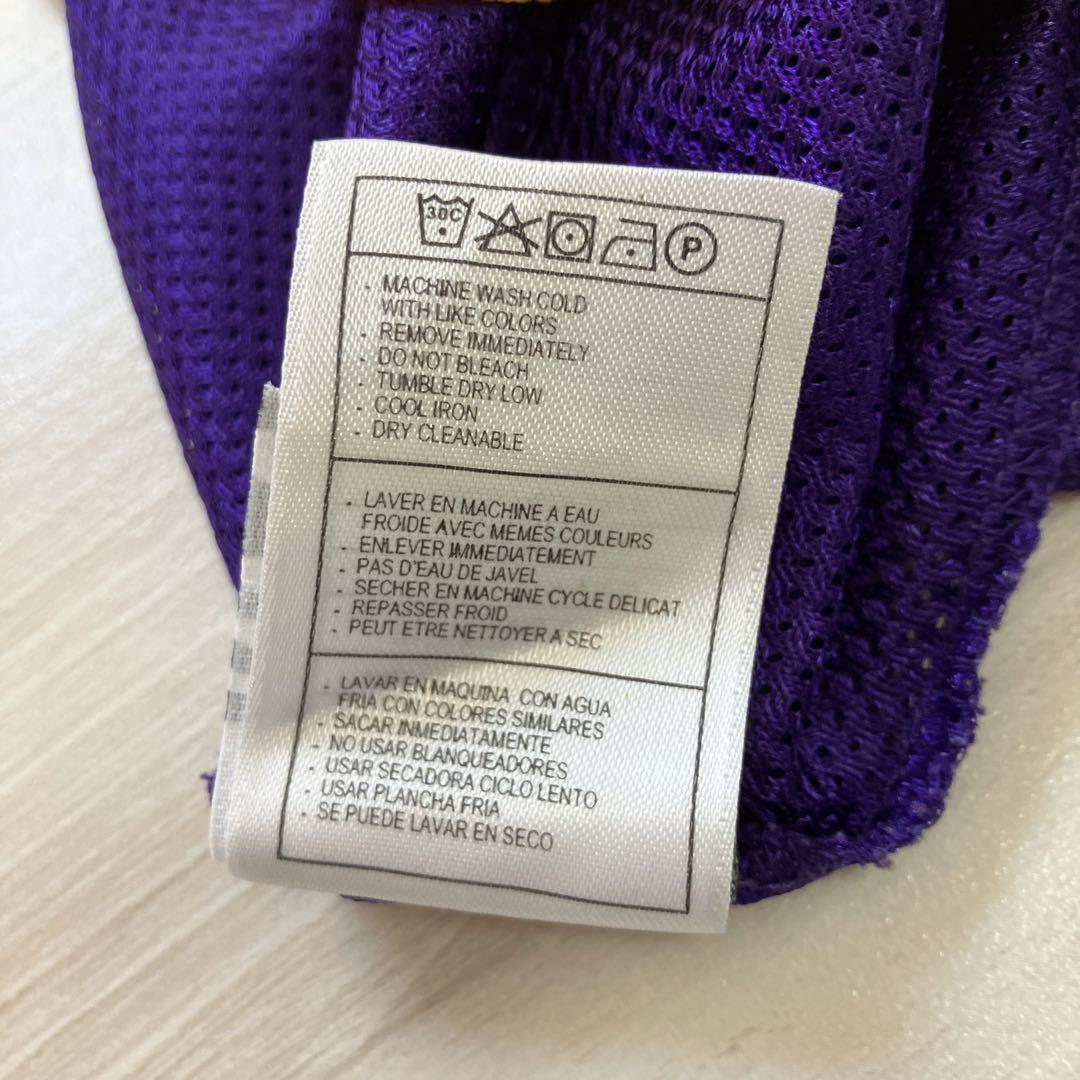 30C P
- MACHINE WASH COLD
WITH LIKE COLORS
- REMOVE IMMEDIATELY
- DO NOT BLEACH
- TUMBLE DRY LOW
- COOL IRON
- DRY CLEANABLE
- LAVER EN MACHINE A EAU
FROIDE AVEC MEMES COULEURS
- ENLEVER IMMEDIATEMENT
- PAS D'EAU DE JAVEL
- SECHER EN MACHINE CYCLE DELICAT
- REPASSER FROID
- PEUT ETRE NETTOYER A SEC
- LAVAR EN MAQUINA CON AGUA
FRIA CON COLORES SIMILARES
- SACAR INMEDIATAMENTE
- NO USAR BLANQUEADORES
- USAR SECADORA CICLO LENTO
- USAR PLANCHA FRIA
- SE PUEDE LAVAR EN SECO